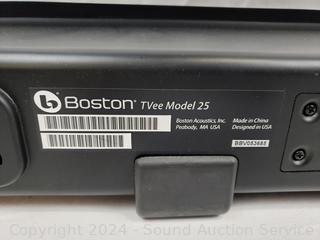 b Boston® TVee Model 25
Boston Acoustics, Inc.
Peabody, MA USA
Made in China
Designed in USA
BBV053685
Copyright © 2024 - Sound Auction Service